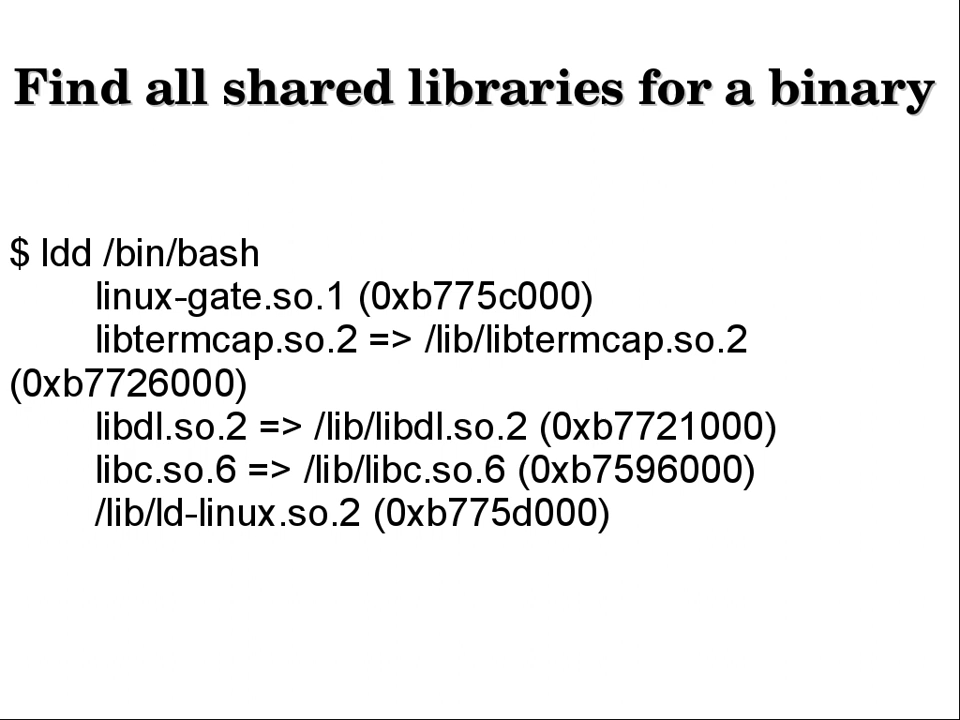 Find all shared libraries for a binary
$ ldd /bin/bash
linux-gate.so.1 (0xb775c000)
libtermcap.so.2 => /lib/libtermcap.so.2
(0xb7726000)
libdl.so.2 => /lib/libdl.so.2 (0xb7721000)
libc.so.6 => /lib/libc.so.6 (0xb7596000)
/lib/ld-linux.so.2 (0xb775d000)